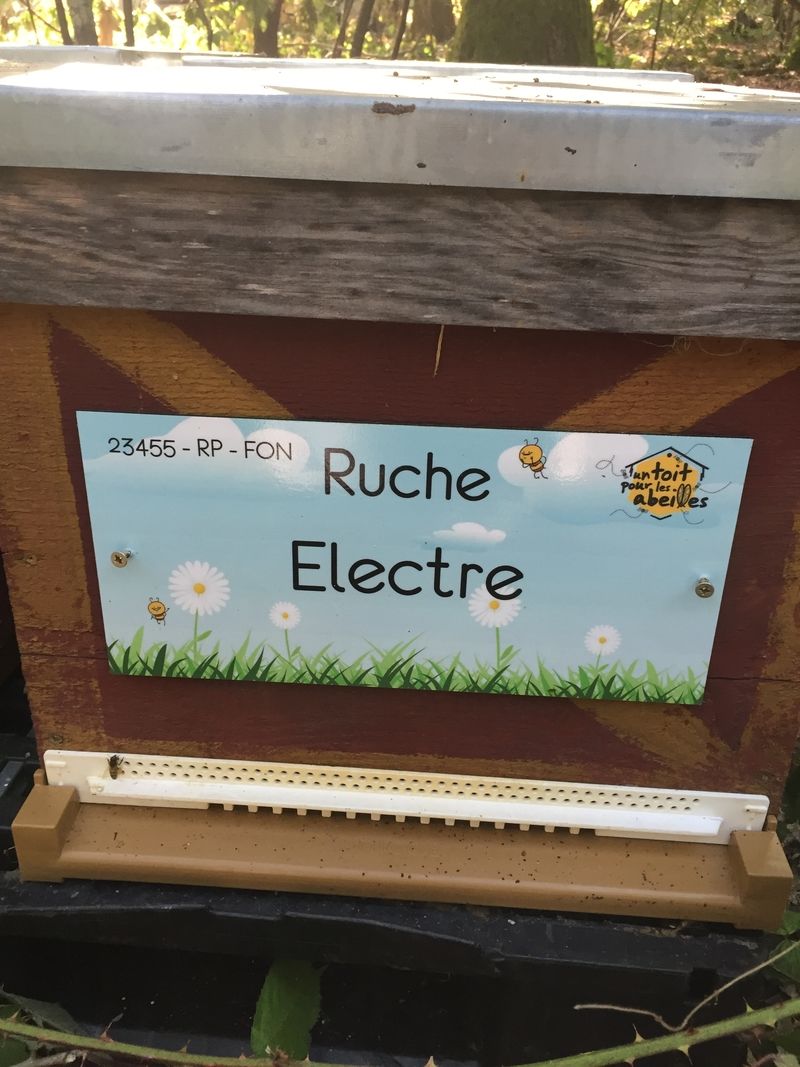 23455 - RP - FON
Ruche
Electre
un toit
pour les
abeilles